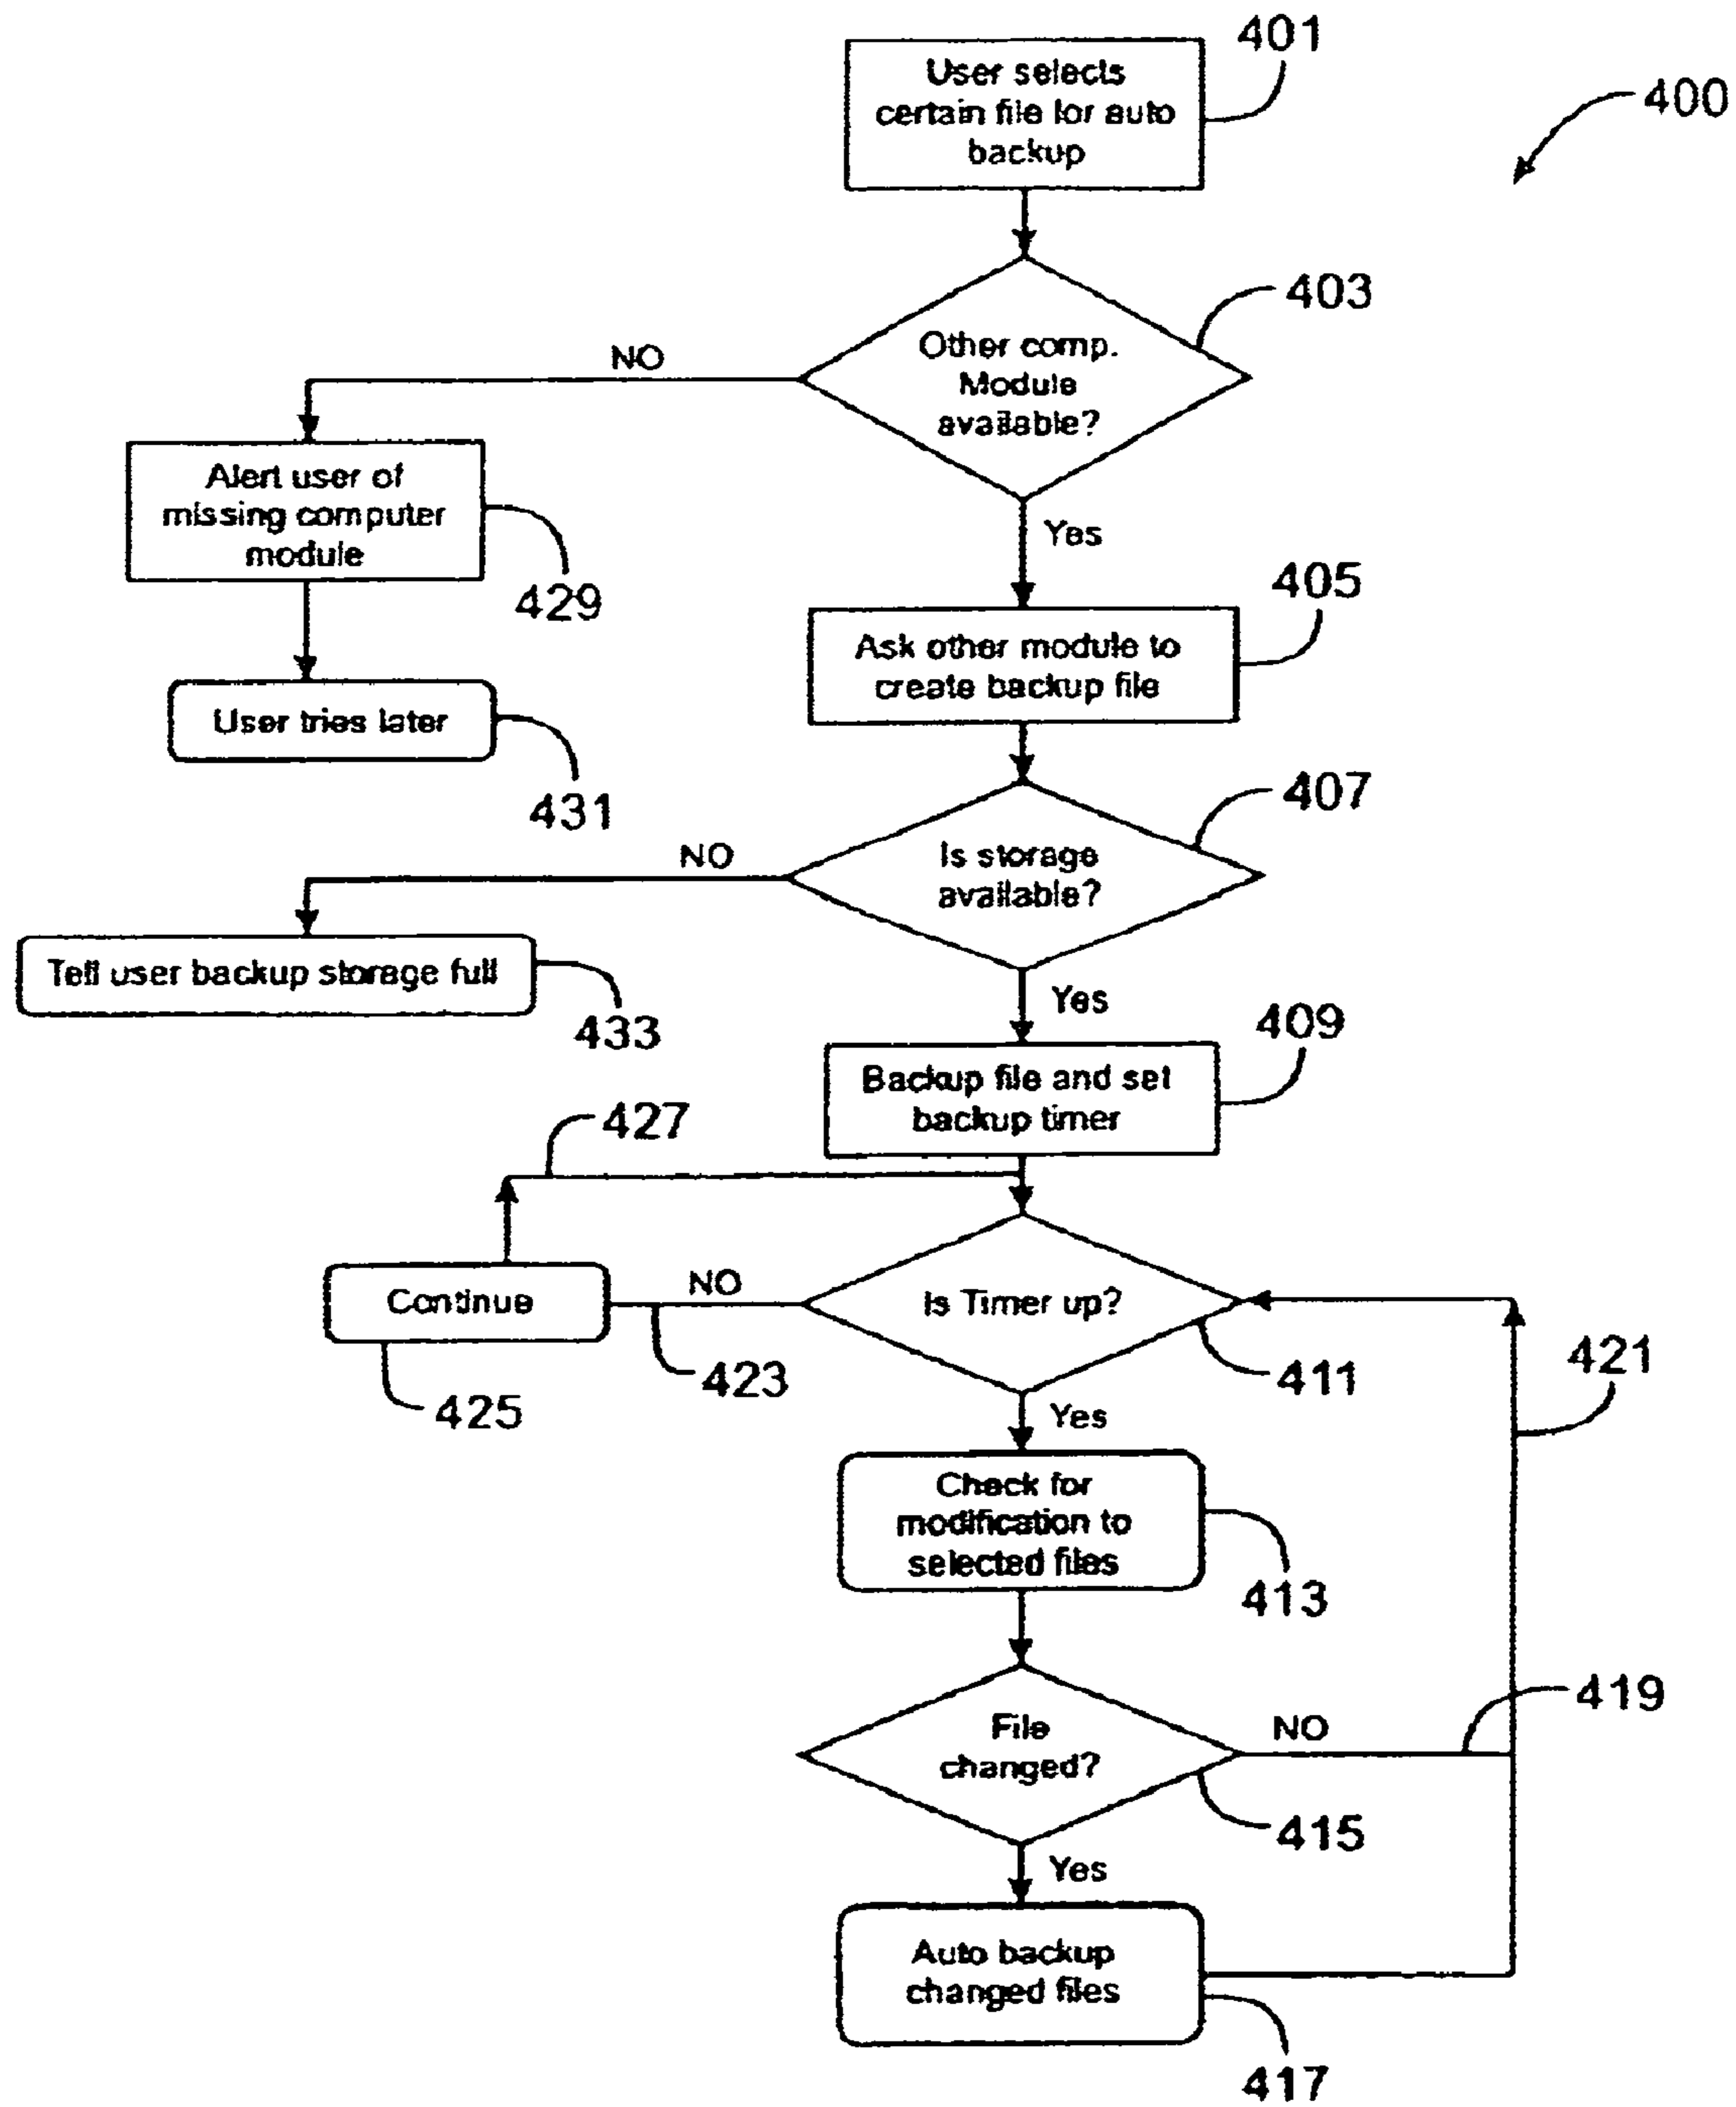 401
User selects
certain file for auto
backup
400
403
Other comp.
Module
available?
NO
Alert user of
missing computer
module
429
Yes
405
Ask other module to
create backup file
User tries later
431
407
Is storage
available?
NO
Tell user backup storage full
433
Yes
409
Backup file and set
backup timer
427
Continue
NO
Is Timer up?
423
425
411
421
Yes
Check for
modification to
selected files
413
419
File
changed?
NO
415
Yes
Auto backup
changed files
417